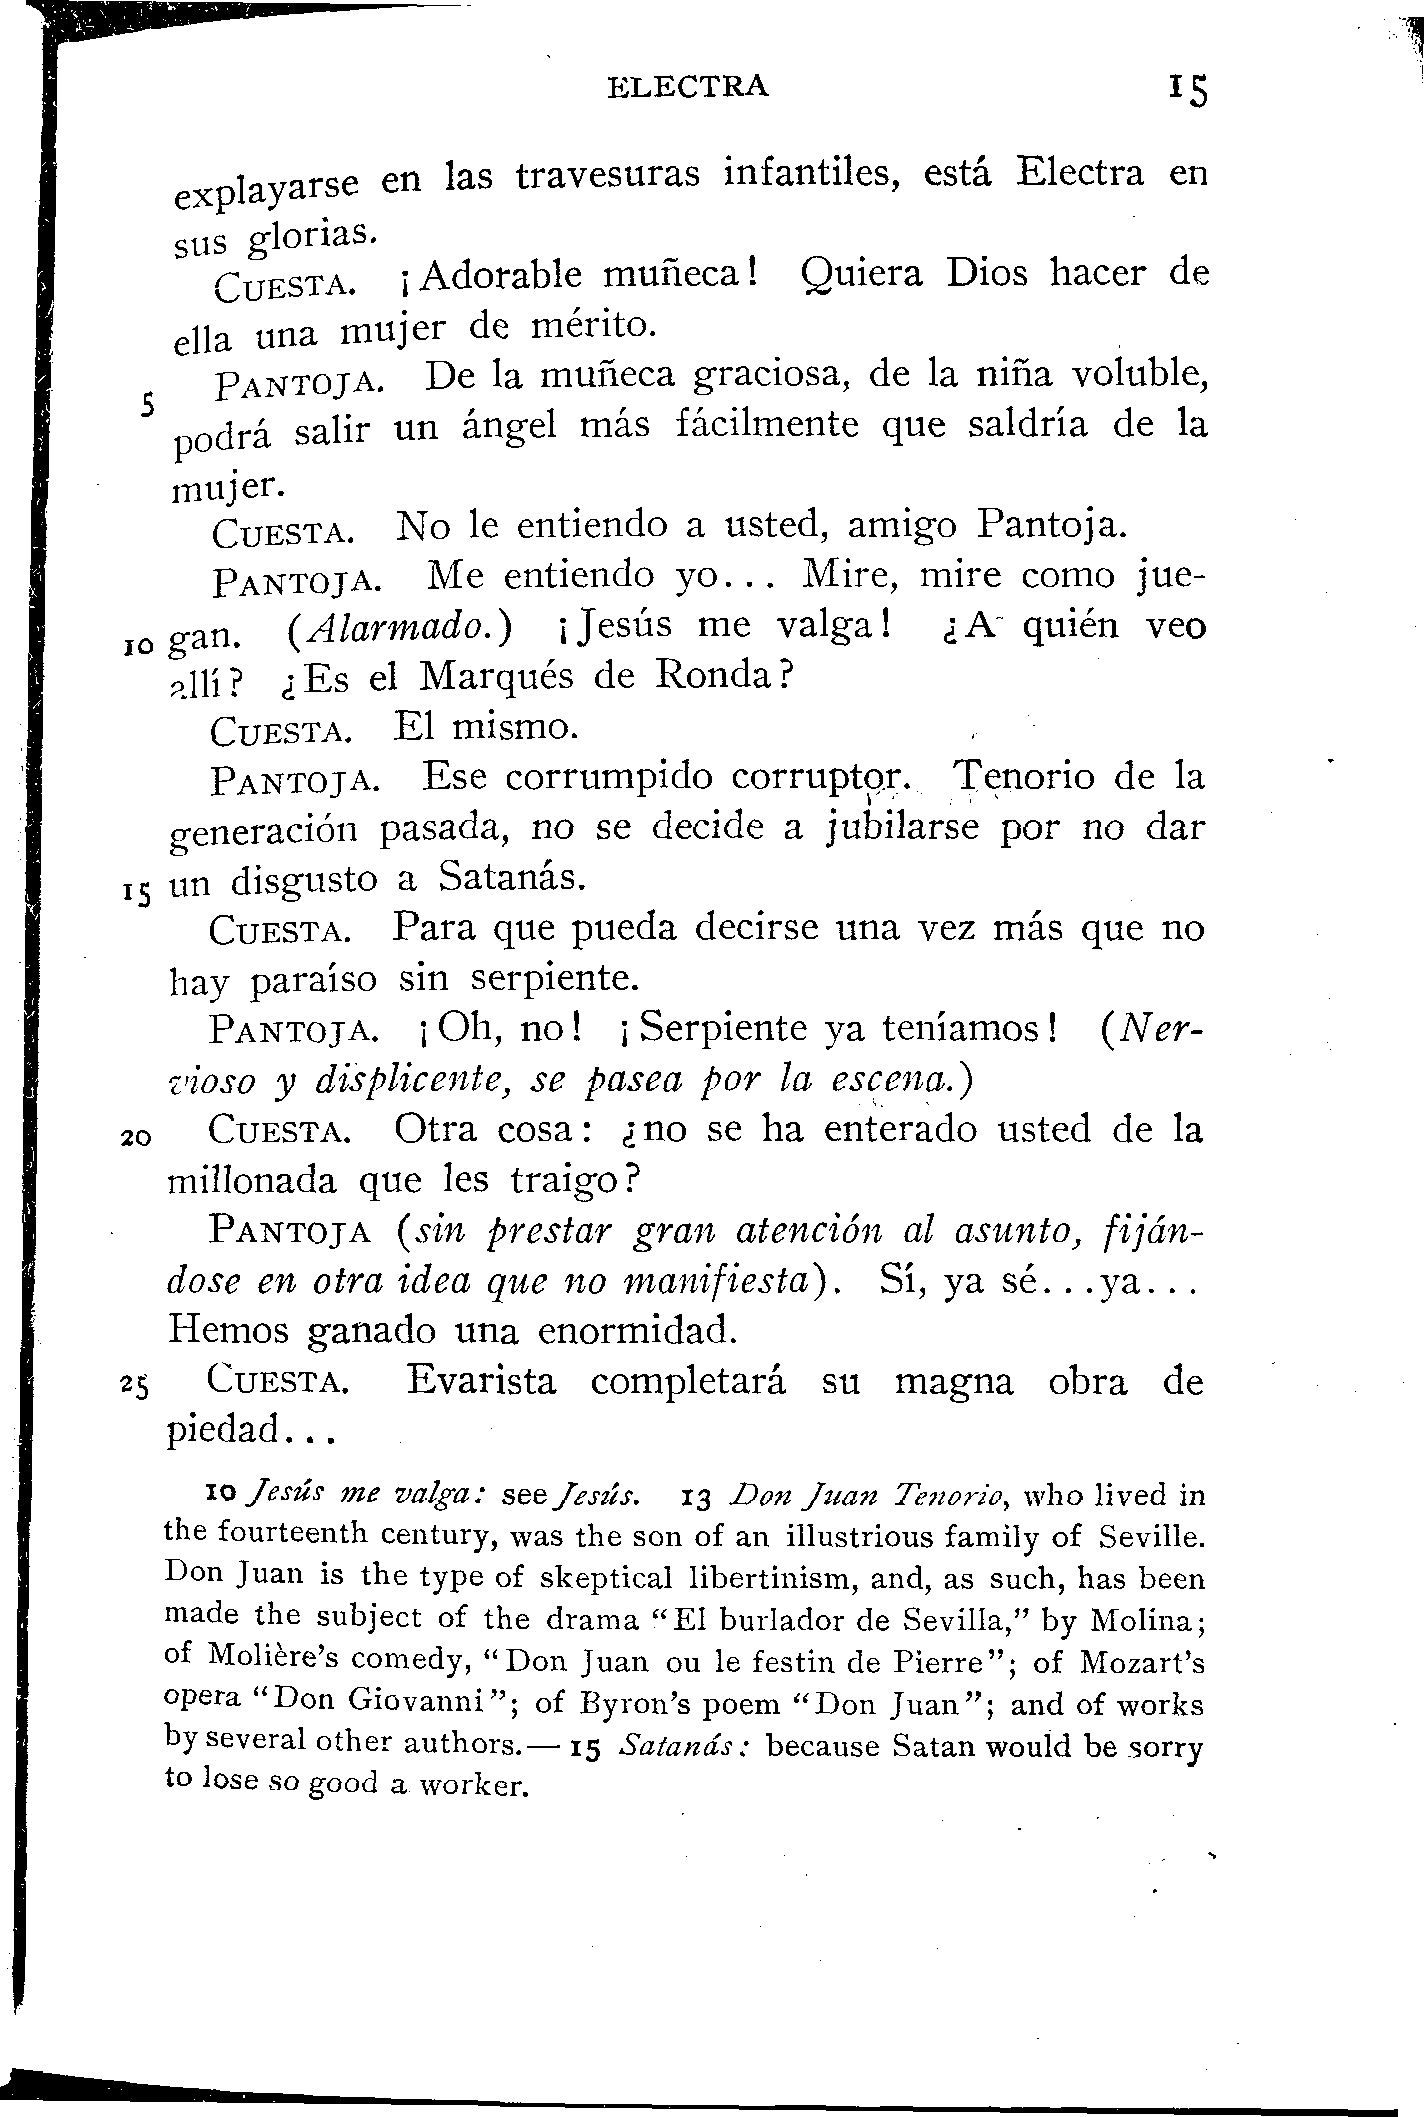 ELECTRA 15
explayarse en las travesuras infantiles, está Electra en
sus glorias.
CUESTA. ¡Adorable muñeca! Quiera Dios hacer de
ella una mujer de mérito.
5 PANTOJA. De la muñeca graciosa, de la niña voluble,
podrá salir un ángel más fácilmente que saldría de la
mujer.
CUESTA. No le entiendo a usted, amigo Pantoja.
PANTOJA. Me entiendo yo... Mire, mire como jue-
10 gan. (Alarmado.) ¡Jesús me valga! ¿A quién veo
allí? ¿Es el Marqués de Ronda?
CUESTA. El mismo.
PANTOJA. Ese corrumpido corruptor. Tenorio de la
generación pasada, no se decide a jubilarse por no dar
15 un disgusto a Satanás.
CUESTA. Para que pueda decirse una vez más que no
hay paraíso sin serpiente.
PANTOJA. ¡Oh, no! ¡Serpiente ya teníamos! (Ner-
vioso y displicente, se pasea por la escena.)
20 CUESTA. Otra cosa: ¿no se ha enterado usted de la
millonada que les traigo?
PANTOJA (sin prestar gran atención al asunto, fiján-
dose en otra idea que no manifiesta). Sí, ya sé...ya...
Hemos ganado una enormidad.
25 CUESTA. Evarista completará su magna obra de
piedad...
10 Jesús me valga: see Jesús. 13 Don Juan Tenorio, who lived in
the fourteenth century, was the son of an illustrious family of Seville.
Don Juan is the type of skeptical libertinism, and, as such, has been
made the subject of the drama “El burlador de Sevilla,” by Molina;
of Molière's comedy, “Don Juan ou le festin de Pierre”; of Mozart's
opera “Don Giovanni”; of Byron's poem “Don Juan”; and of works
by several other authors.— 15 Satanás: because Satan would be sorry
to lose so good a worker.